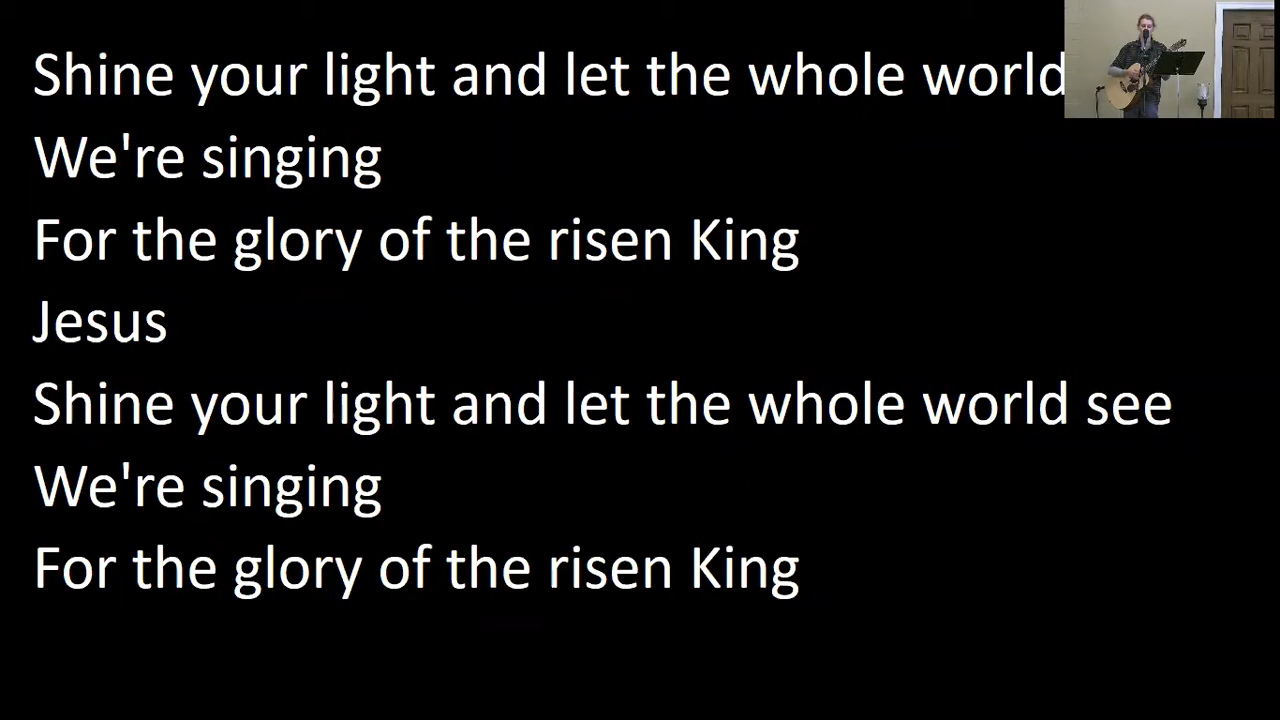 Shine your light and let the whole world
We're singing
For the glory of the risen King
Jesus
Shine your light and let the whole world see
We're singing
For the glory of the risen King